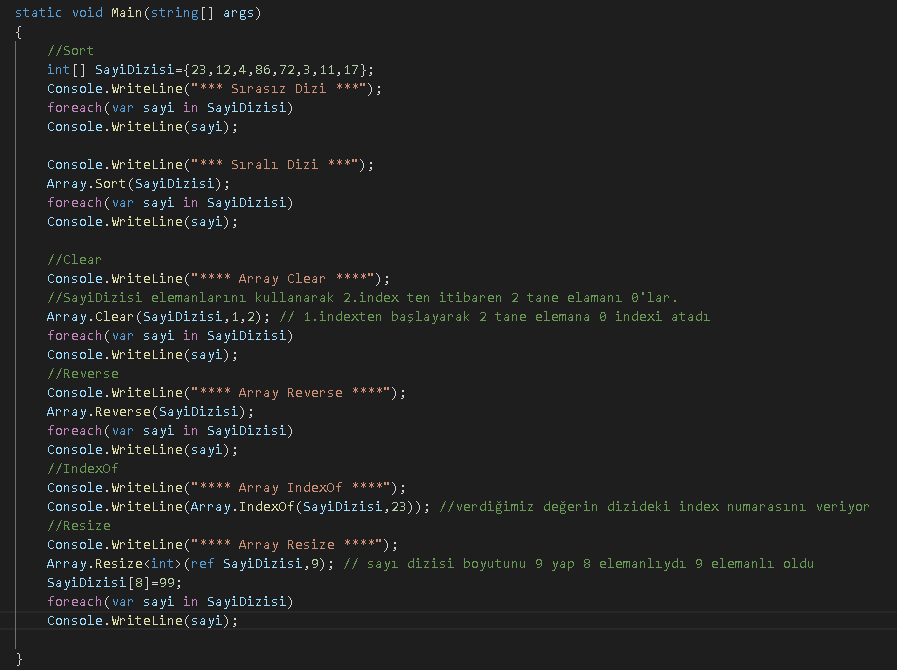 static void Main(string[] args)
{
    //Sort
    int[] SayiDizisi={23,12,4,86,72,3,11,17};
    Console.WriteLine("*** Sırasız Dizi ***");
    foreach(var sayi in SayiDizisi)
    Console.WriteLine(sayi);

    Console.WriteLine("*** Sıralı Dizi ***");
    Array.Sort(SayiDizisi);
    foreach(var sayi in SayiDizisi)
    Console.WriteLine(sayi);

    //Clear
    Console.WriteLine("**** Array Clear ****");
    //SayiDizisi elemanlarını kullanarak 2.index ten itibaren 2 tane elamanı 0'lar.
    Array.Clear(SayiDizisi,1,2); // 1.indexten başlayarak 2 tane elemana 0 indexi atadı
    foreach(var sayi in SayiDizisi)
    Console.WriteLine(sayi);
    //Reverse
    Console.WriteLine("**** Array Reverse ****");
    Array.Reverse(SayiDizisi);
    foreach(var sayi in SayiDizisi)
    Console.WriteLine(sayi);
    //IndexOf
    Console.WriteLine("**** Array IndexOf ****");
    Console.WriteLine(Array.IndexOf(SayiDizisi,23)); //verdiğimiz değerin dizideki index numarasını veriyor
    //Resize
    Console.WriteLine("**** Array Resize ****");
    Array.Resize<int>(ref SayiDizisi,9); // sayı dizisi boyutunu 9 yap 8 elemanlıydı 9 elemanlı oldu
    SayiDizisi[8]=99;
    foreach(var sayi in SayiDizisi)
    Console.WriteLine(sayi);

}